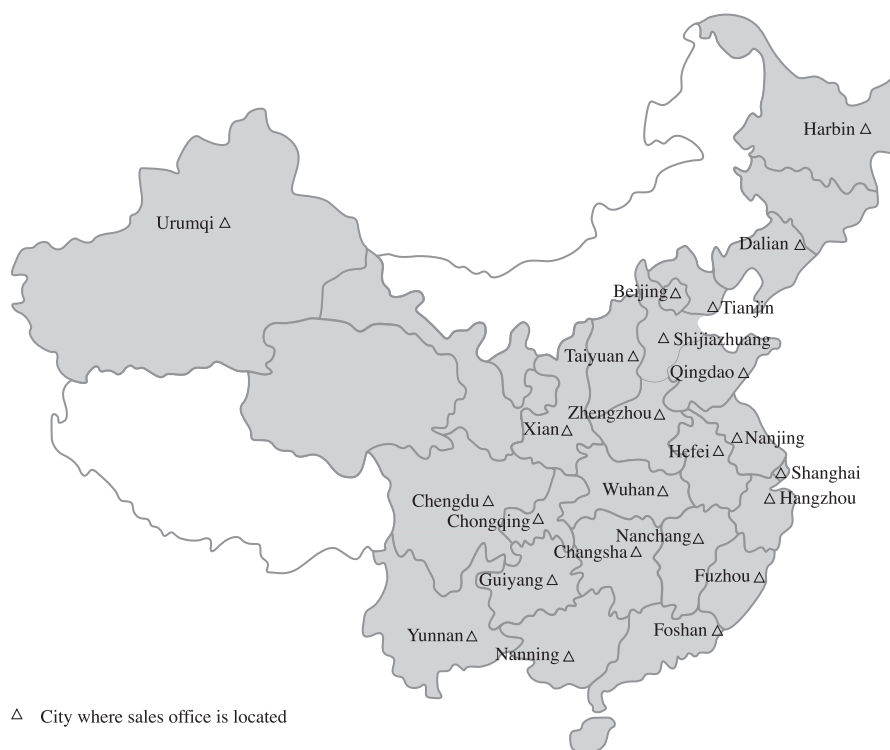 Harbin
Urumqi
Dalian
Beijing
Tianjin
Shijiazhuang
Taiyuan
Qingdao
Zhengzhou
Xian
Nanjing
Hefei
Shanghai
Wuhan
Hangzhou
Chengdu
Chongqing
Nanchang
Changsha
Guiyang
Fuzhou
Foshan
Yunnan
Nanning
City where sales office is located